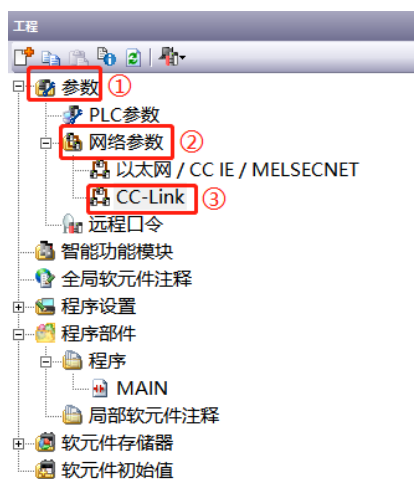 工程
参数 ①
PLC参数
网络参数 ②
以太网 / CC IE / MELSECNET
CC-Link ③
远程口令
智能功能模块
全局软元件注释
程序设置
程序部件
程序
MAIN
局部软元件注释
软元件存储器
软元件初始值